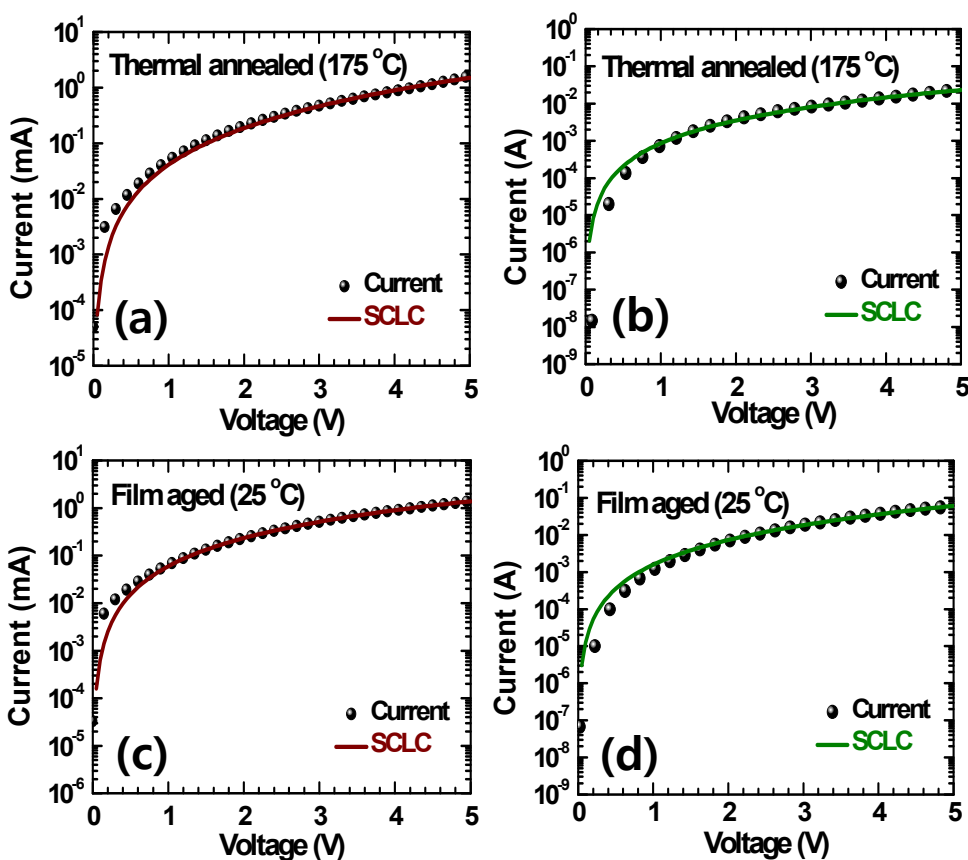 Thermal annealed (175 °C)
Current (mA)
10¹
10⁰
10⁻¹
10⁻²
10⁻³
10⁻⁴
10⁻⁵
Current
SCLC
(a)
0 1 2 3 4 5
Voltage (V)
Thermal annealed (175 °C)
Current (A)
10⁰
10⁻¹
10⁻²
10⁻³
10⁻⁴
10⁻⁵
10⁻⁶
10⁻⁷
10⁻⁸
10⁻⁹
Current
SCLC
(b)
0 1 2 3 4 5
Voltage (V)
Film aged (25 °C)
Current (mA)
10¹
10⁰
10⁻¹
10⁻²
10⁻³
10⁻⁴
10⁻⁵
10⁻⁶
Current
SCLC
(c)
0 1 2 3 4 5
Voltage (V)
Film aged (25 °C)
Current (A)
10⁰
10⁻¹
10⁻²
10⁻³
10⁻⁴
10⁻⁵
10⁻⁶
10⁻⁷
10⁻⁸
10⁻⁹
Current
SCLC
(d)
0 1 2 3 4 5
Voltage (V)